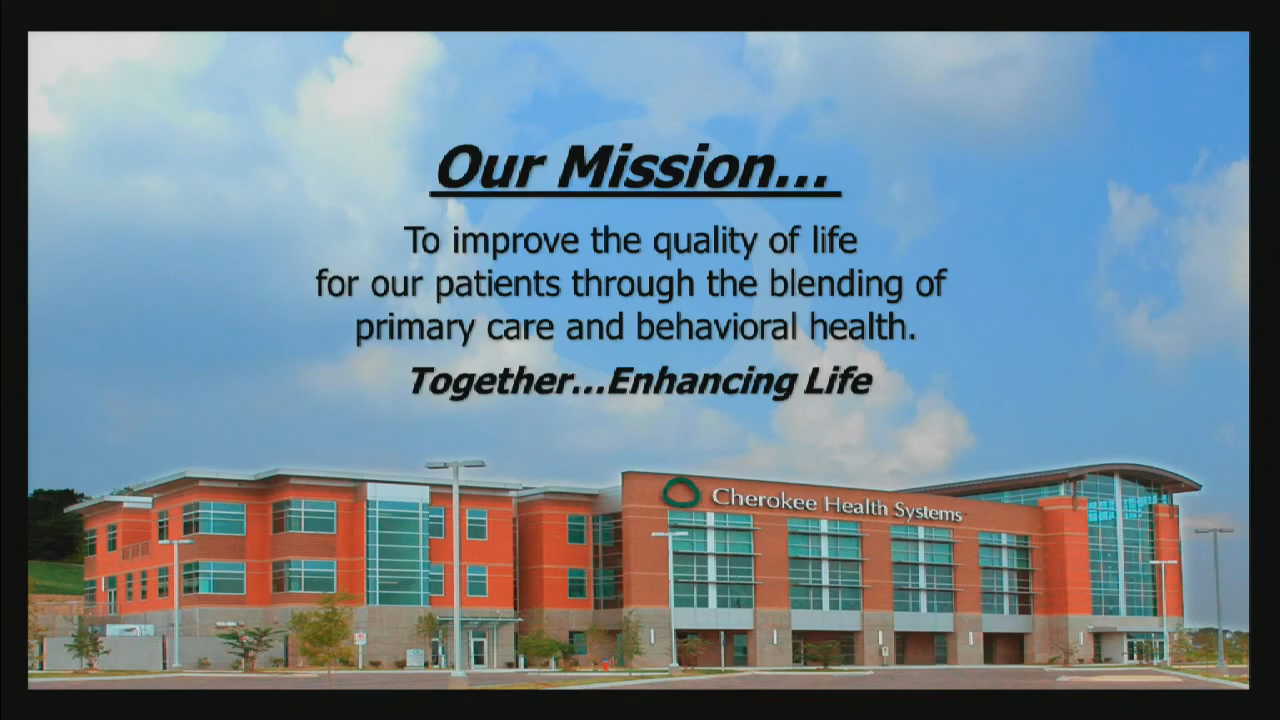 Our Mission...
To improve the quality of life
for our patients through the blending of
primary care and behavioral health.
Together...Enhancing Life
Cherokee Health Systems